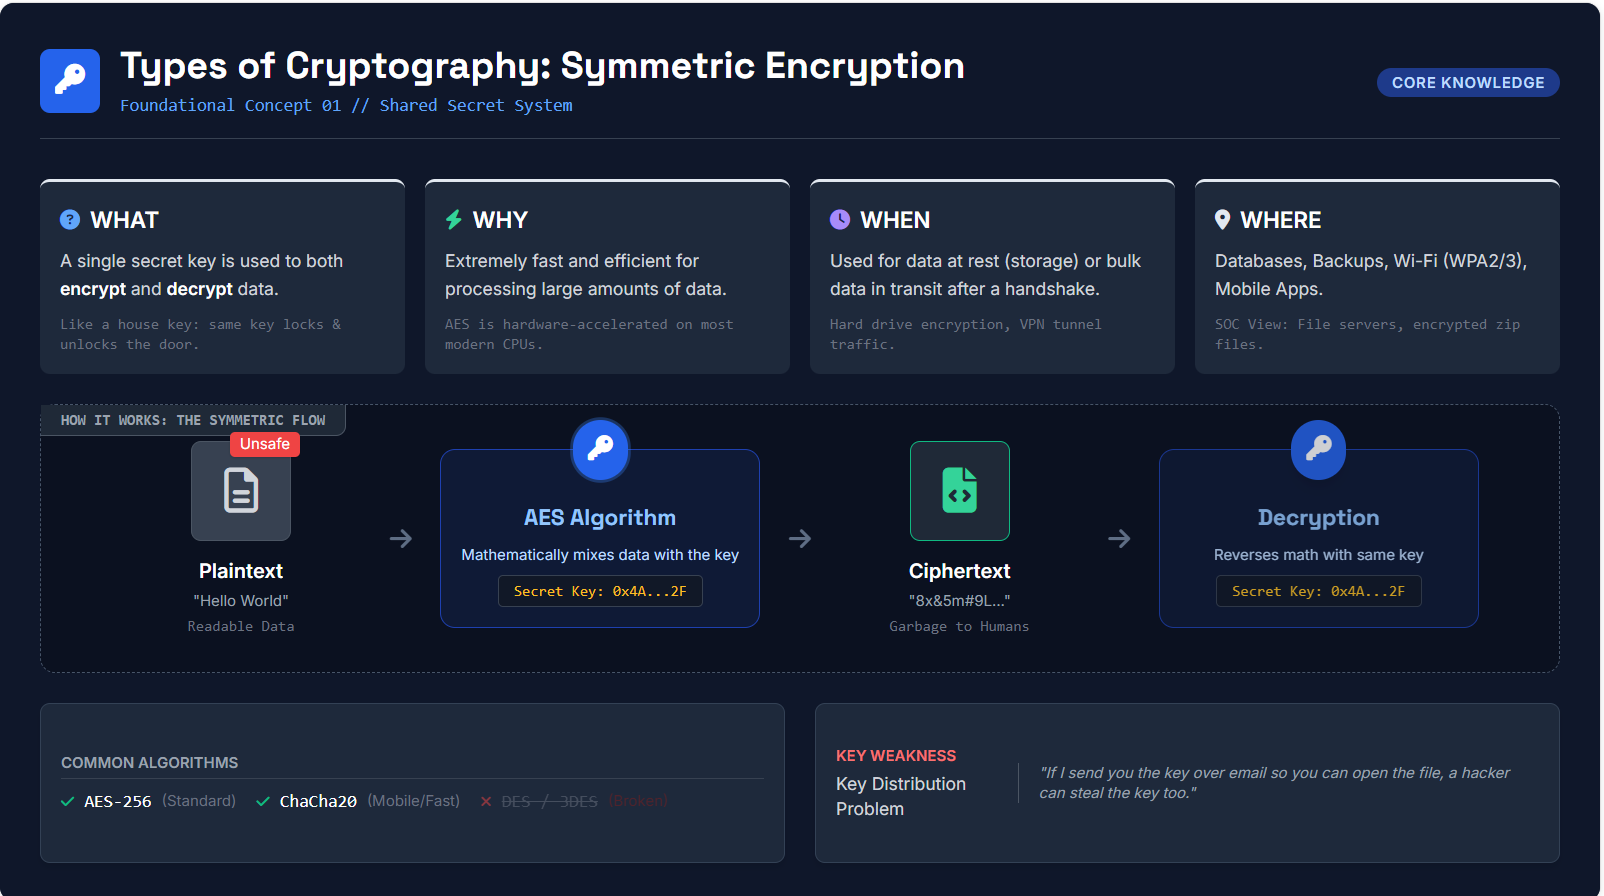 Types of Cryptography: Symmetric Encryption
Foundational Concept 01 // Shared Secret System
CORE KNOWLEDGE
WHAT
A single secret key is used to both
encrypt and decrypt data.
Like a house key: same key locks &
unlocks the door.
WHY
Extremely fast and efficient for
processing large amounts of data.
AES is hardware-accelerated on most
modern CPUs.
WHEN
Used for data at rest (storage) or bulk
data in transit after a handshake.
Hard drive encryption, VPN tunnel
traffic.
WHERE
Databases, Backups, Wi-Fi (WPA2/3),
Mobile Apps.
SOC View: File servers, encrypted zip
files.
HOW IT WORKS: THE SYMMETRIC FLOW
Unsafe
Plaintext
"Hello World"
Readable Data
AES Algorithm
Mathematically mixes data with the key
Secret Key: 0x4A...2F
Ciphertext
"8x&5m#9L..."
Garbage to Humans
Decryption
Reverses math with same key
Secret Key: 0x4A...2F
COMMON ALGORITHMS
AES-256 (Standard) ChaCha20 (Mobile/Fast) DES / 3DES (Broken)
KEY WEAKNESS
Key Distribution
Problem
"If I send you the key over email so you can open the file, a hacker
can steal the key too."